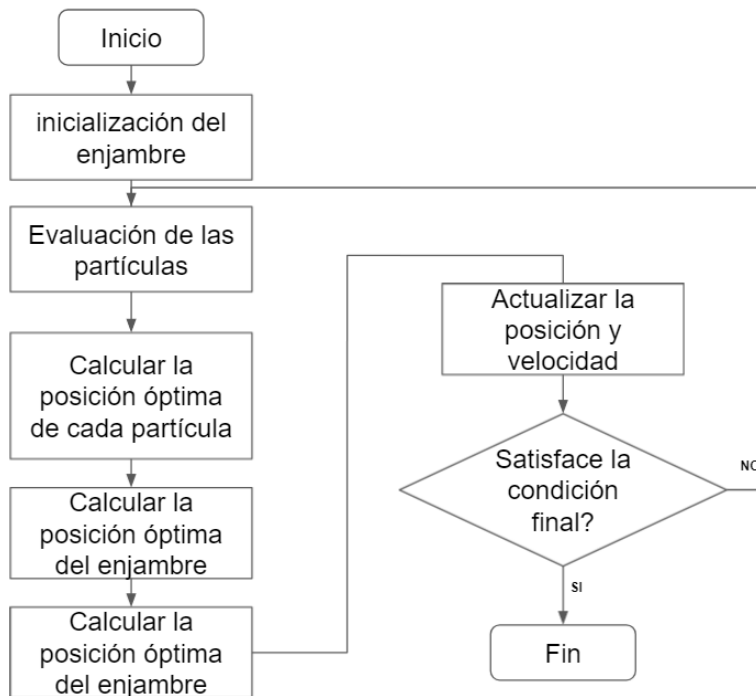 Inicio
inicialización del
enjambre
Evaluación de las
partículas
Calcular la
posición óptima
de cada partícula
Calcular la
posición óptima
del enjambre
Calcular la
posición óptima
del enjambre
Actualizar la
posición y
velocidad
Satisface la
condición
final?
NO
SI
Fin